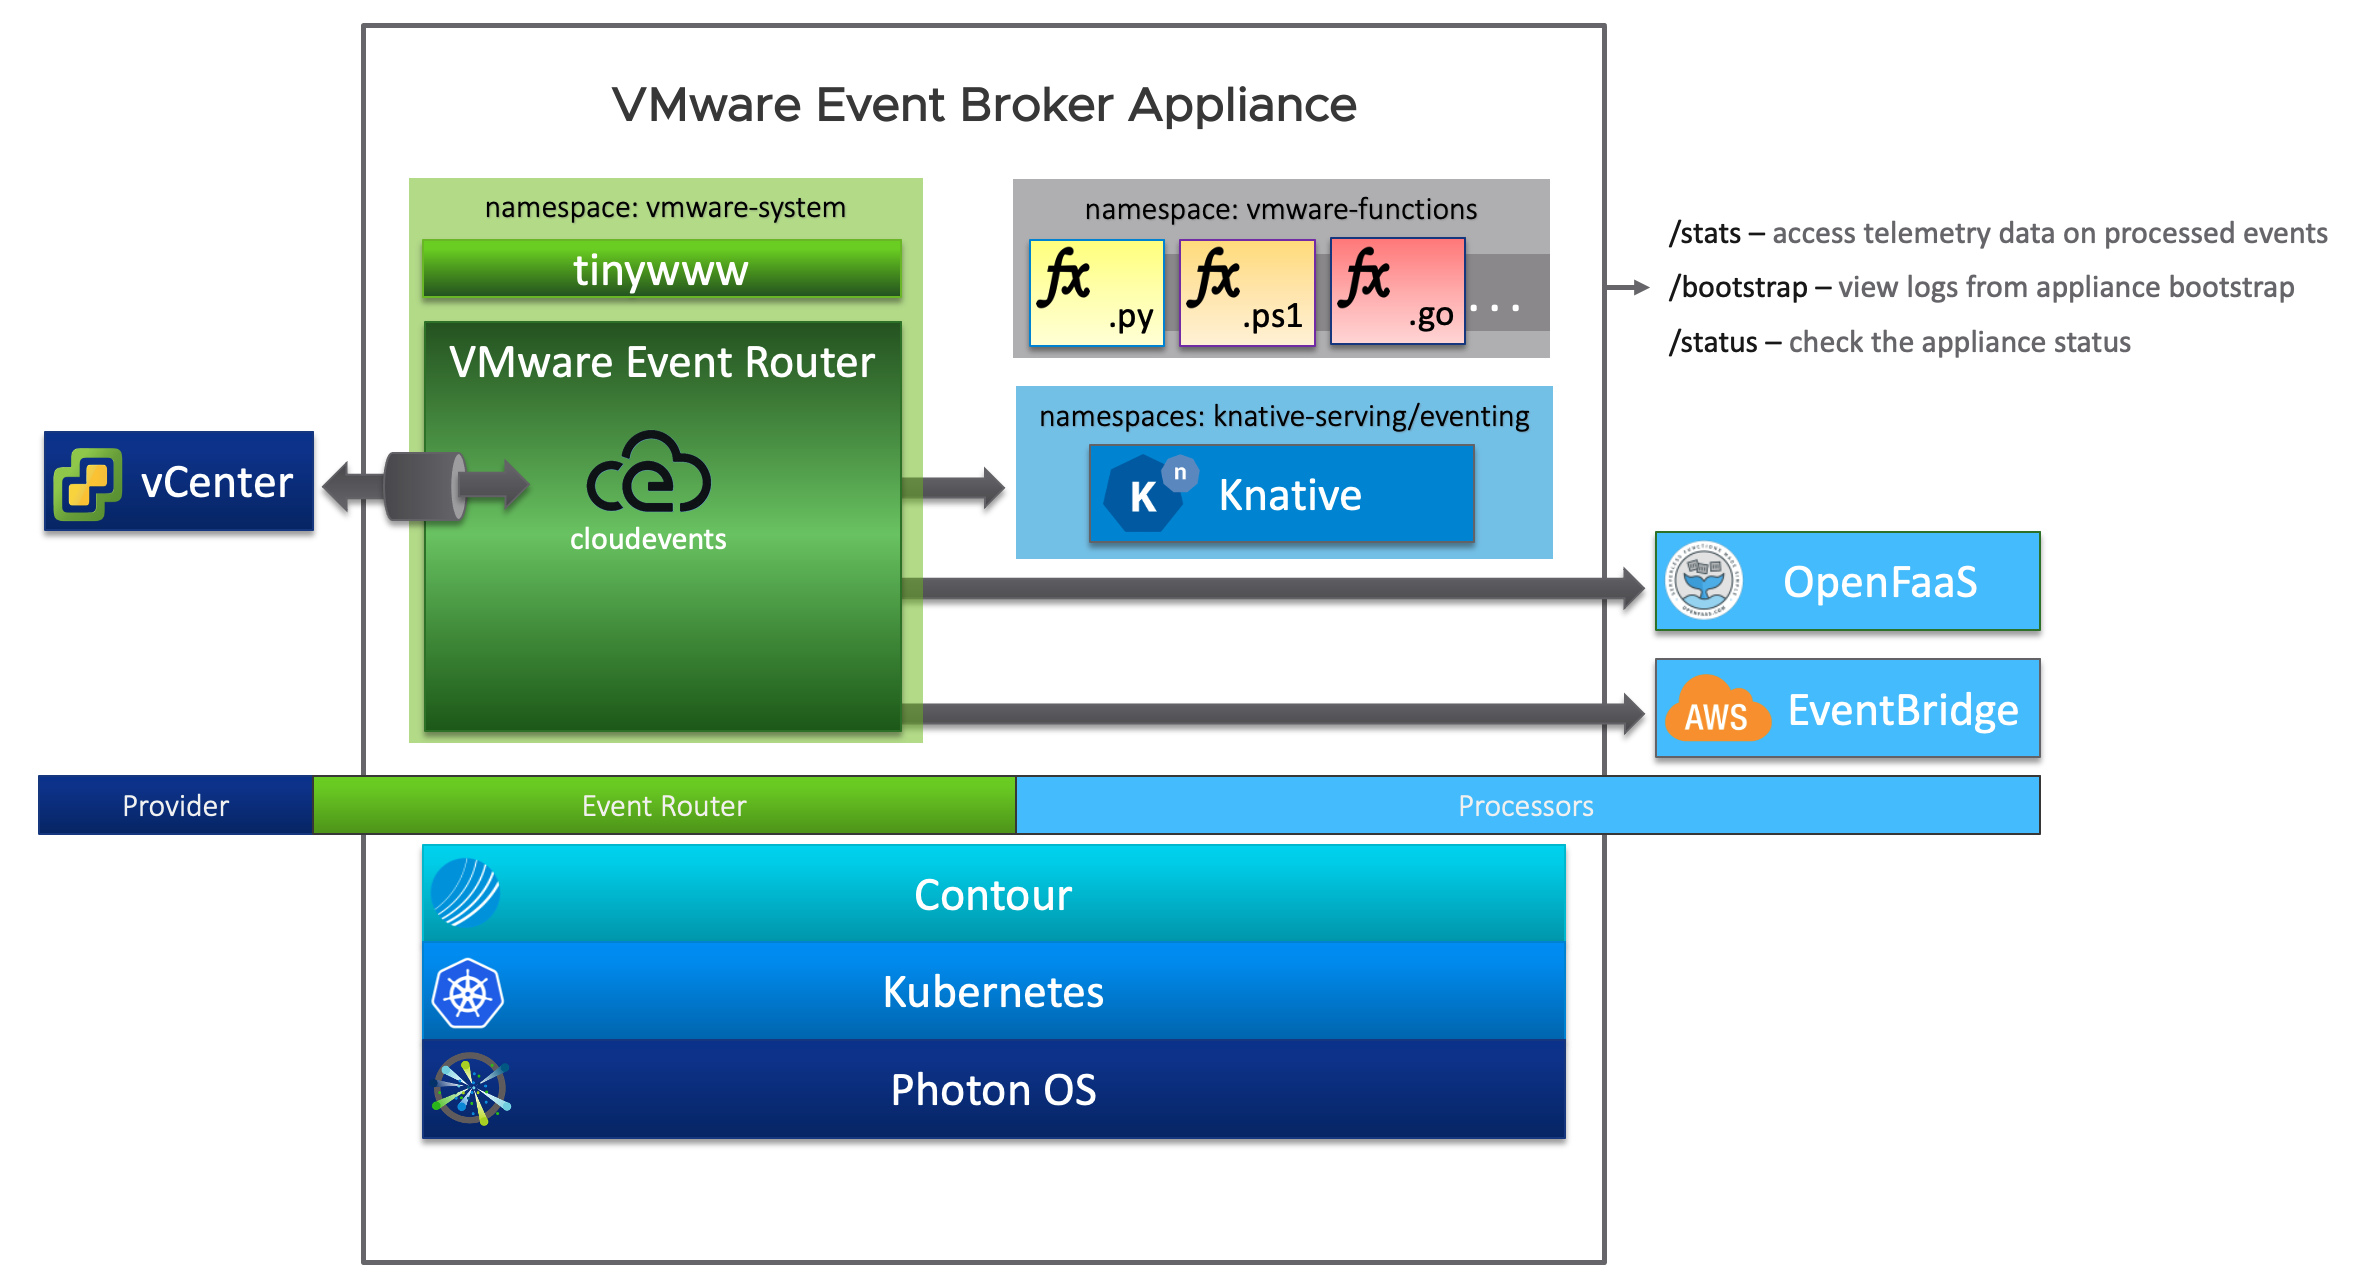 VMware Event Broker Appliance
namespace: vmware-system
tinywww
VMware Event Router
cloudevents
namespace: vmware-functions
fx
.py
fx
.ps1
fx
.go
...
namespaces: knative-serving/eventing
K
n
Knative
/stats – access telemetry data on processed events
/bootstrap – view logs from appliance bootstrap
/status – check the appliance status
vCenter
OpenFaaS
AWS
EventBridge
Provider
Event Router
Processors
Contour
Kubernetes
Photon OS